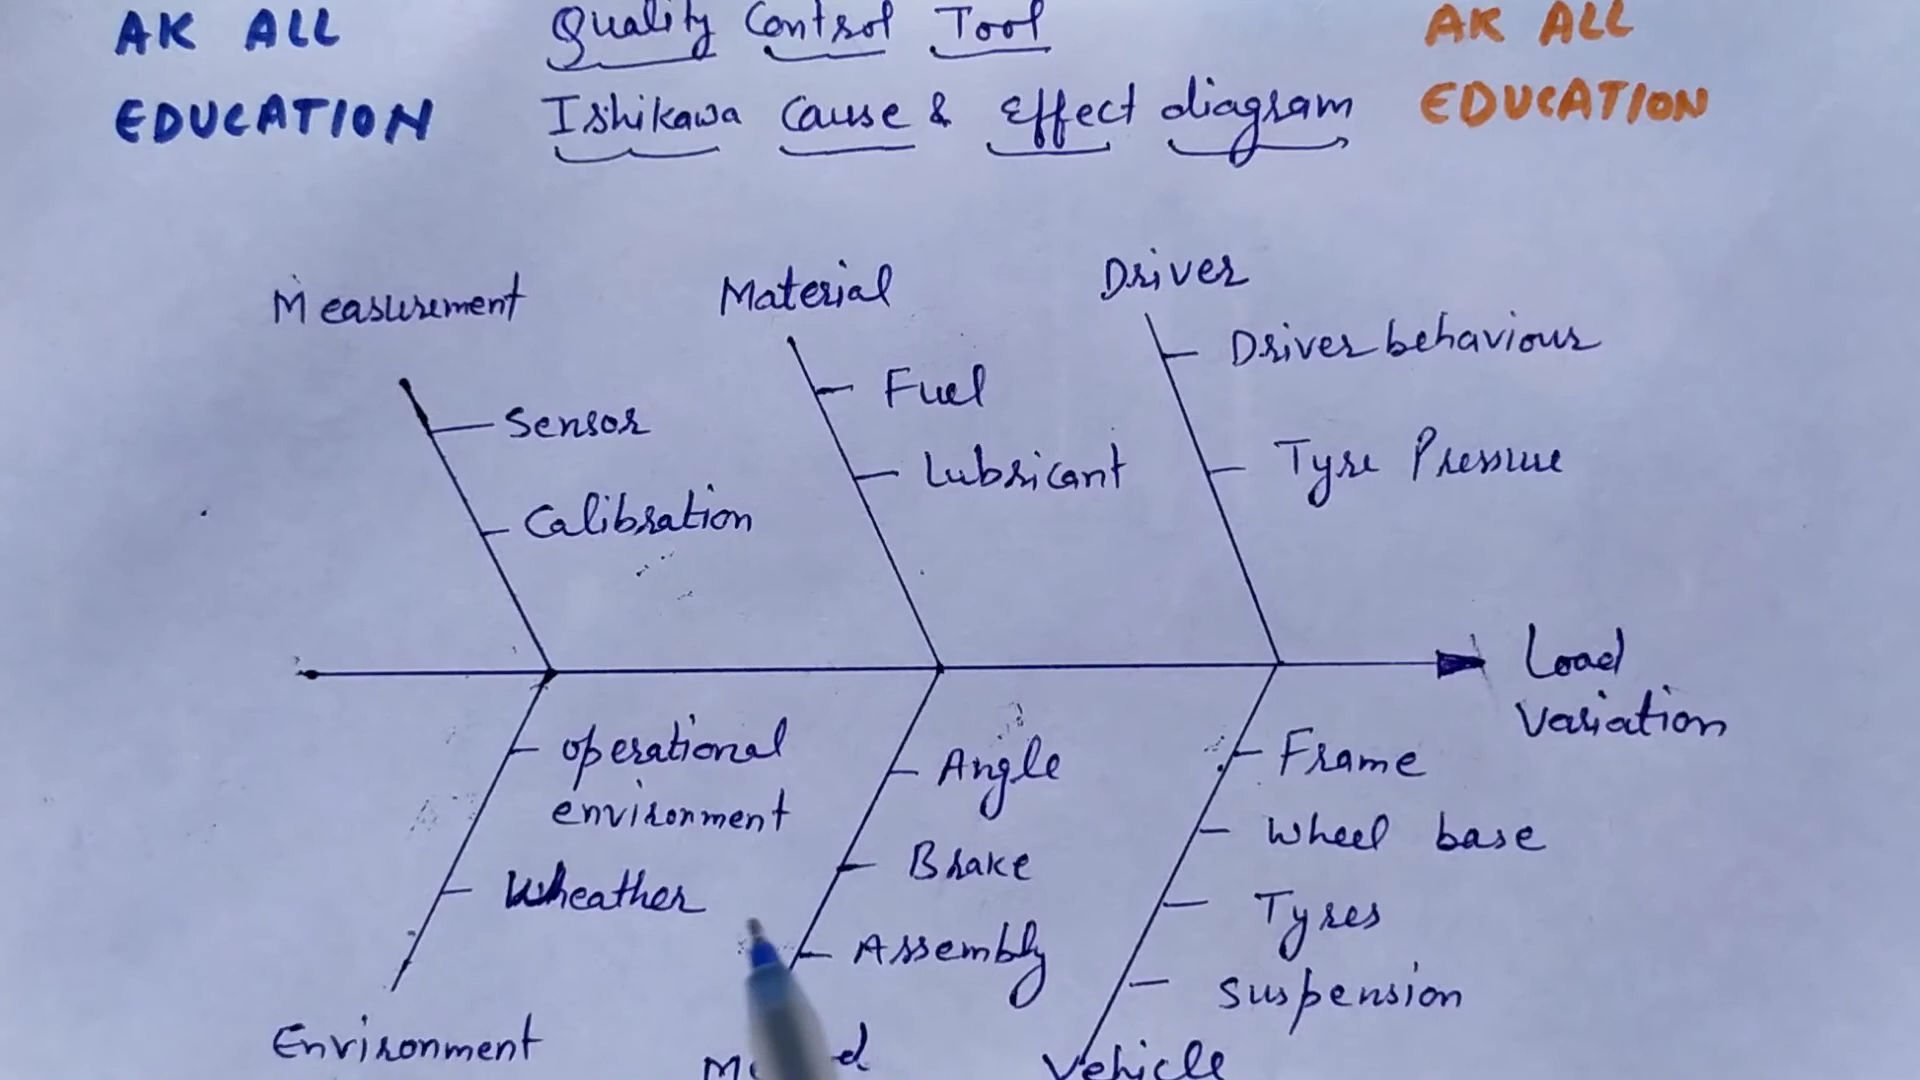 AK ALL
EDUCATION
Quality Control Tool
Ishikawa Cause & Effect diagram
AK ALL
EDUCATION
Measurement
Material
Driver
Sensor
Calibration
Fuel
Lubricant
Driver behaviour
Tyre Pressure
Load
Variation
operational
environment
Wheather
Angle
Brake
Assembly
Frame
Wheel base
Tyres
Suspension
Environment
Vehicle